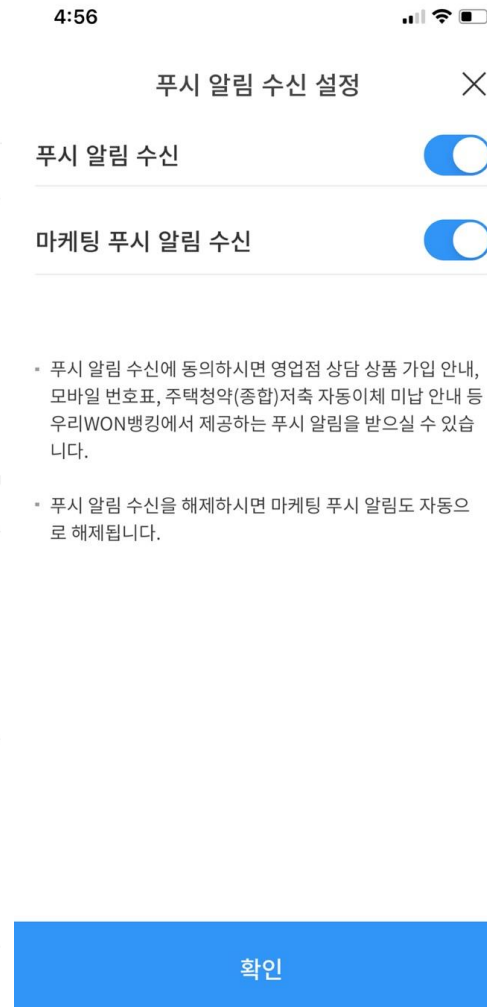 4:56
푸시 알림 수신 설정
푸시 알림 수신
마케팅 푸시 알림 수신
푸시 알림 수신에 동의하시면 영업점 상담 상품 가입 안내,
모바일 번호표, 주택청약(종합)저축 자동이체 미납 안내 등
우리WON뱅킹에서 제공하는 푸시 알림을 받으실 수 있습
니다.
푸시 알림 수신을 해제하시면 마케팅 푸시 알림도 자동으
로 해제됩니다.
확인